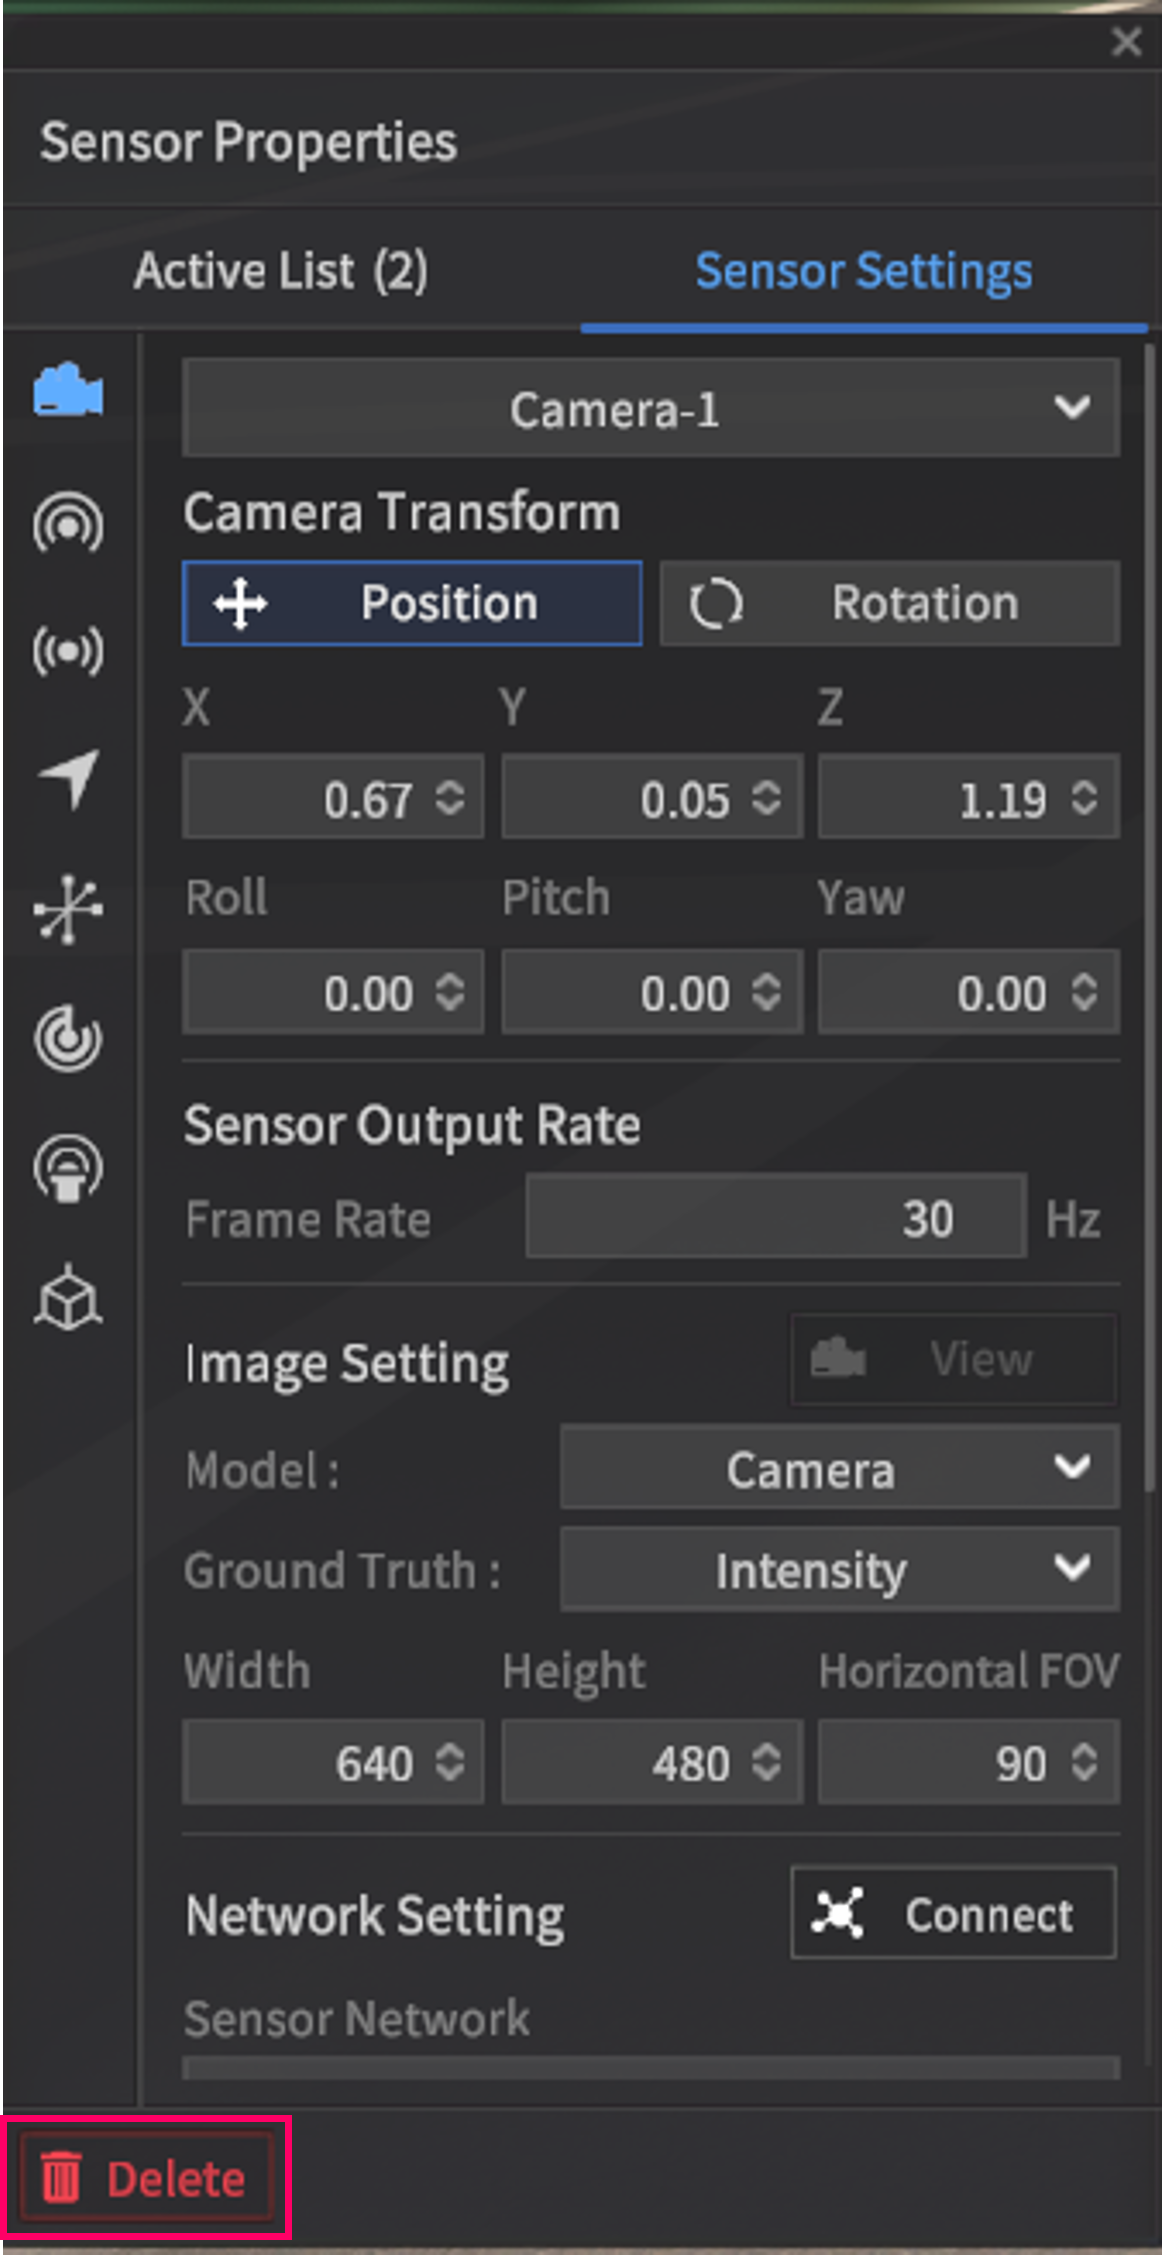 Sensor Properties
Active List (2) Sensor Settings
Camera-1
Camera Transform
Position Rotation
X Y Z
0.67 0.05 1.19
Roll Pitch Yaw
0.00 0.00 0.00
Sensor Output Rate
Frame Rate 30 Hz
Image Setting View
Model : Camera
Ground Truth : Intensity
Width Height Horizontal FOV
640 480 90
Network Setting Connect
Sensor Network
Delete